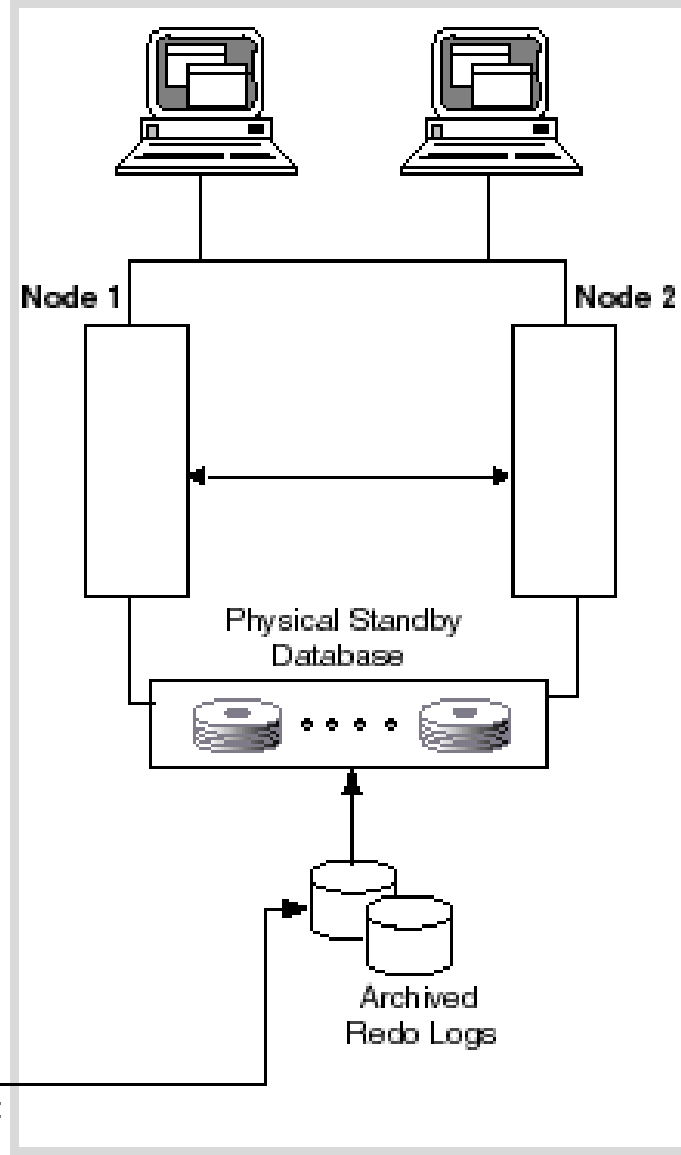 Node 1
Node 2
Physical Standby
Database
Archived
Redo Logs